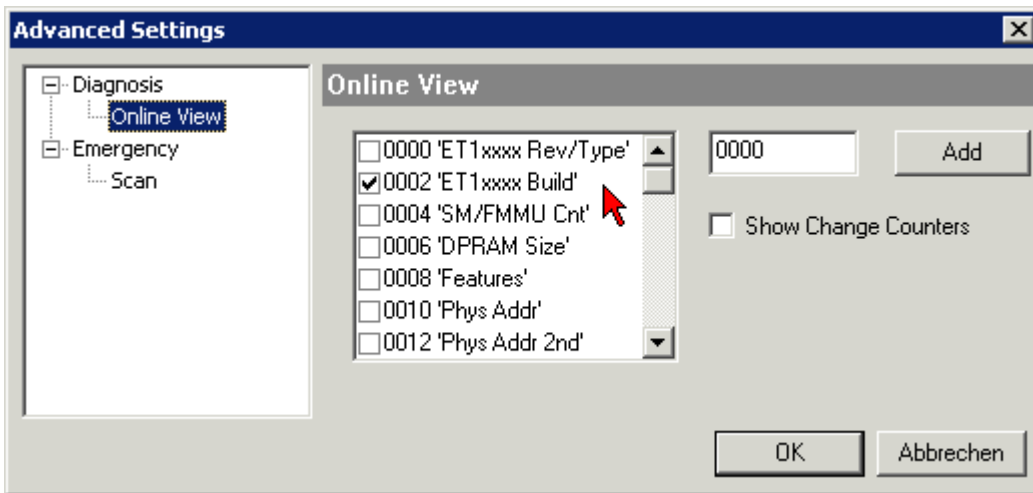 Advanced Settings
Diagnosis
Online View
Emergency
Scan
Online View
0000 'ET1xxxx Rev/Type'
0002 'ET1xxxx Build'
0004 'SM/FMMU Cnt'
0006 'DPRAM Size'
0008 'Features'
0010 'Phys Addr'
0012 'Phys Addr 2nd'
0000
Add
Show Change Counters
OK
Abbrechen